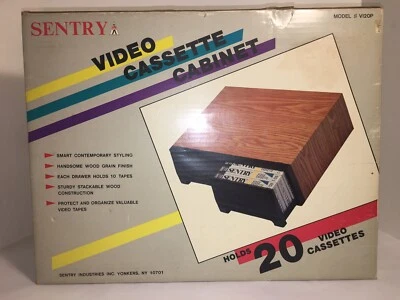 SENTRY
MODEL # VI20P
VIDEO
CASSETTE
CABINET
SMART CONTEMPORARY STYLING
HANDSOME WOOD GRAIN FINISH
EACH DRAWER HOLDS 10 TAPES
STURDY STACKABLE WOOD
CONSTRUCTION
PROTECT AND ORGANIZE VALUABLE
VIDEO TAPES
SENTRY
SENTRY
HOLDS 20 VIDEO
CASSETTES
SENTRY INDUSTRIES INC. YONKERS, NY 10701